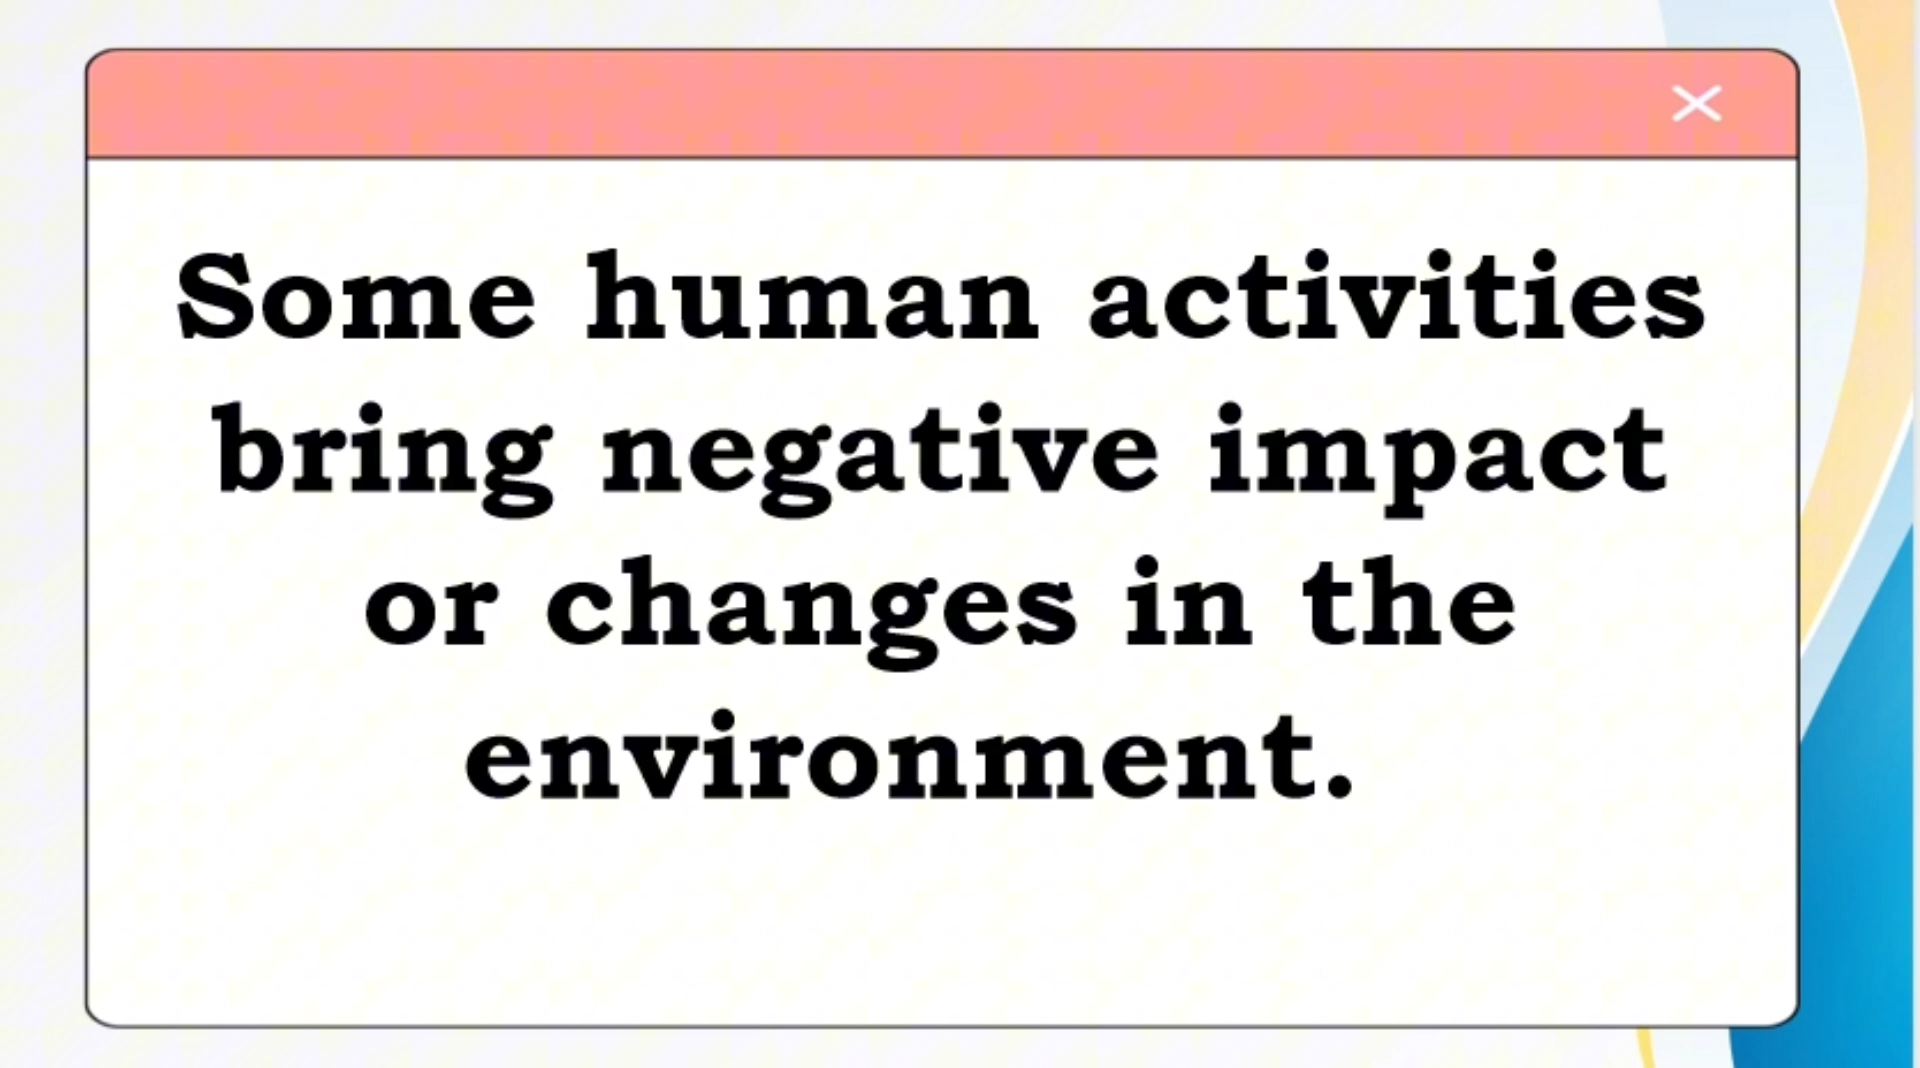 Some human activities
bring negative impact
or changes in the
environment.